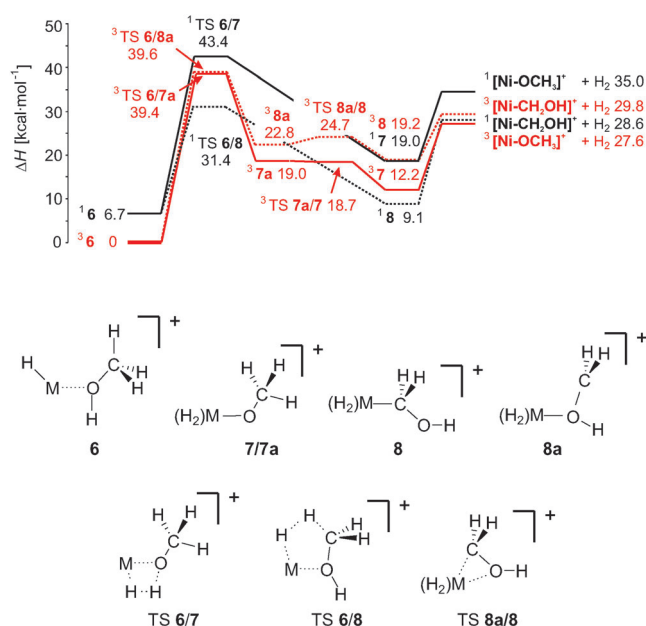 50
40
30
20
10
0
ΔH [kcal·mol⁻¹]
³TS 6/8a
39.6
³TS 6/7a
39.4
¹TS 6/7
43.4
¹TS 6/8
31.4
³8a
22.8
³TS 8a/8
24.7
³7a 19.0
³TS 7a/7 18.7
³8 19.2
¹7 19.0
³7 12.2
¹8 9.1
¹6 6.7
³6 0
¹[Ni-OCH₃]⁺ + H₂ 35.0
³[Ni-CH₂OH]⁺ + H₂ 29.8
¹[Ni-CH₂OH]⁺ + H₂ 28.6
³[Ni-OCH₃]⁺ + H₂ 27.6
H M O H C H H H +
6
(H₂)M O C H H H +
7/7a
(H₂)M C H H O H +
8
(H₂)M O H C H H +
8a
M O C H H H H H +
TS 6/7
M H H C H H O H +
TS 6/8
(H₂)M C H H O H +
TS 8a/8